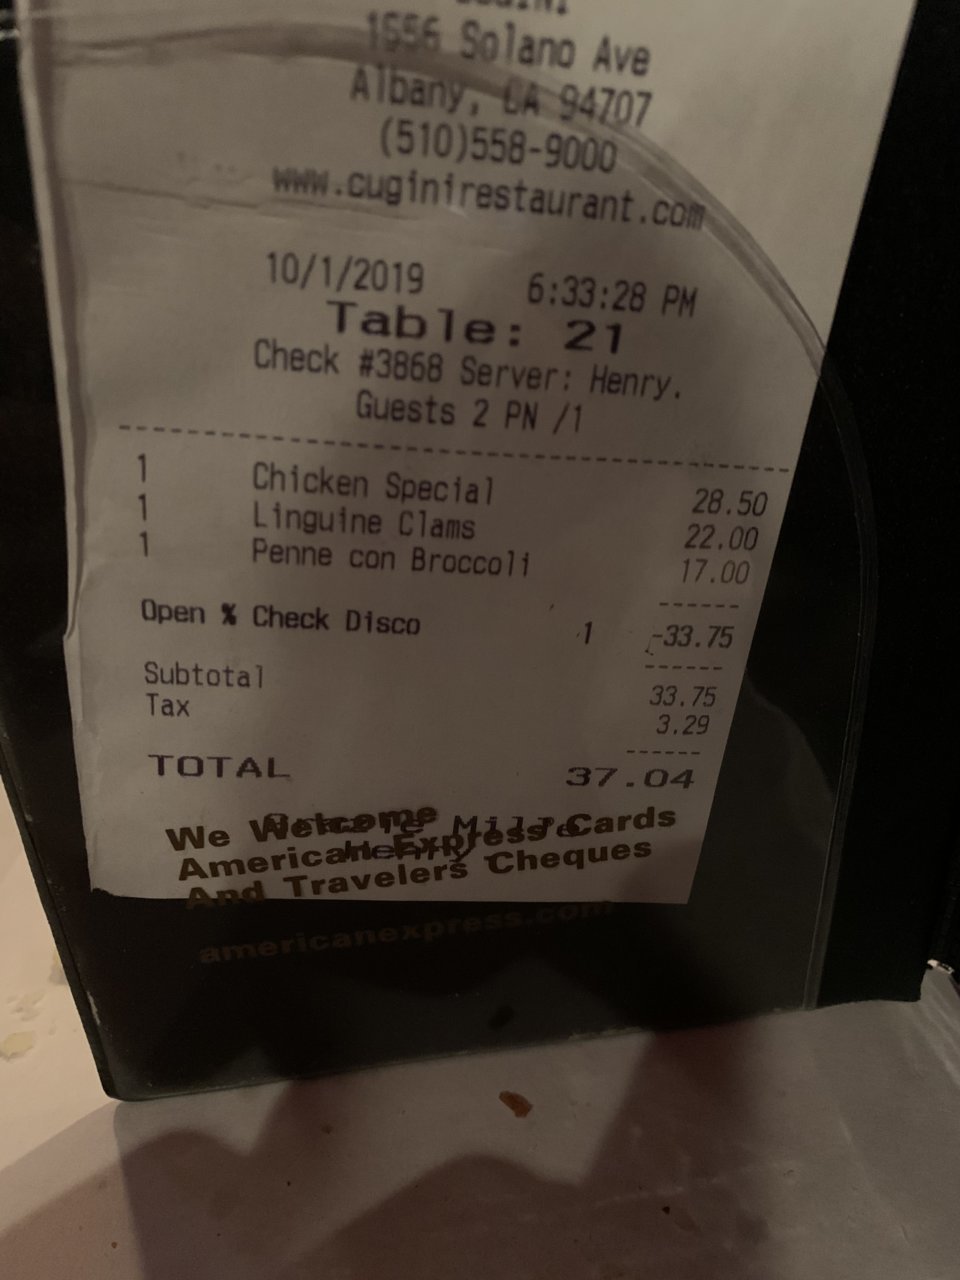 1556 Solano Ave
Albany, CA 94707
(510)558-9000
www.cuginirestaurant.com
10/1/2019 6:33:28 PM
Table: 21
Check #3868 Server: Henry.
Guests 2 PN /1
1 Chicken Special 28.50
1 Linguine Clams 22.00
1 Penne con Broccoli 17.00
Open % Check Disco 1 -33.75
Subtotal 33.75
Tax 3.29
TOTAL 37.04
We Welcome
American Express Cards
And Travelers Cheques
americanexpress.com